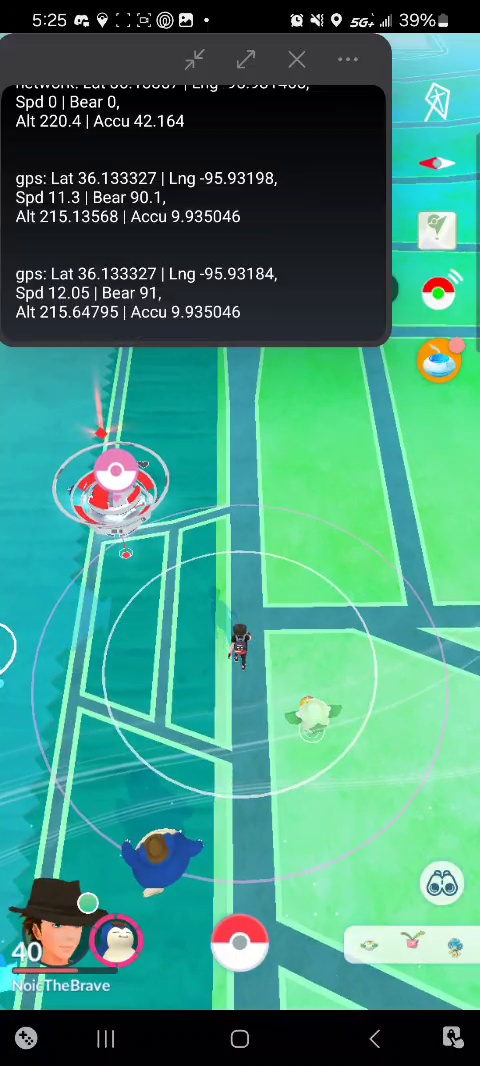 5:25
5G+
39%
Spd 0 | Bear 0,
Alt 220.4 | Accu 42.164
gps: Lat 36.133327 | Lng -95.93198,
Spd 11.3 | Bear 90.1,
Alt 215.13568 | Accu 9.935046
gps: Lat 36.133327 | Lng -95.93184,
Spd 12.05 | Bear 91,
Alt 215.64795 | Accu 9.935046
40
NoicTheBrave